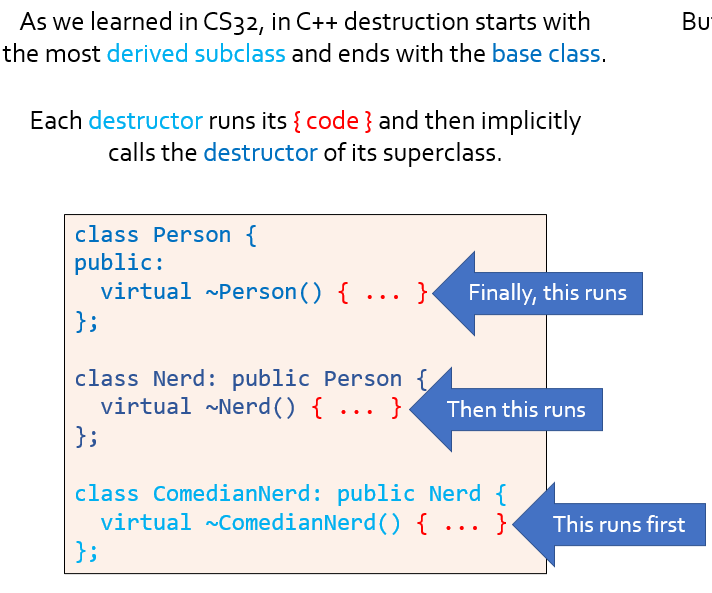 As we learned in CS32, in C++ destruction starts with
the most derived subclass and ends with the base class.
Each destructor runs its { code } and then implicitly
calls the destructor of its superclass.
class Person {
public:
  virtual ~Person() { ... }
};
Finally, this runs
class Nerd: public Person {
  virtual ~Nerd() { ... }
};
Then this runs
class ComedianNerd: public Nerd {
  virtual ~ComedianNerd() { ... }
};
This runs first